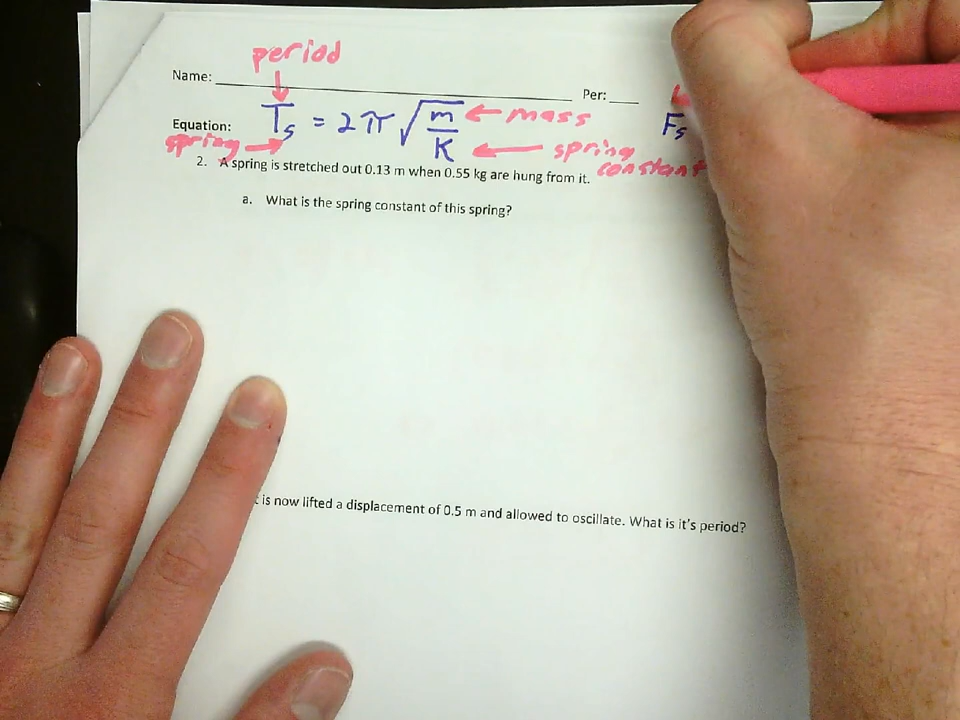 period
Name: ____ Per: ___
Equation: Ts = 2π √(m/K) ← mass Fs
spring → ← spring
constant
2. A spring is stretched out 0.13 m when 0.55 kg are hung from it.
a. What is the spring constant of this spring?
is now lifted a displacement of 0.5 m and allowed to oscillate. What is it's period?